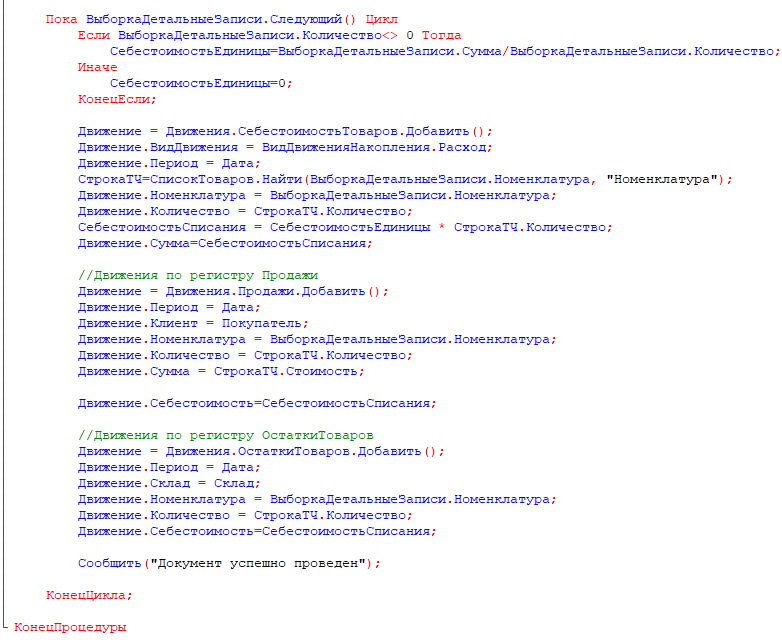 Пока ВыборкаДетальныеЗаписи.Следующий() Цикл
Если ВыборкаДетальныеЗаписи.Количество<> 0 Тогда
СебестоимостьЕдиницы=ВыборкаДетальныеЗаписи.Сумма/ВыборкаДетальныеЗаписи.Количество;
Иначе
СебестоимостьЕдиницы=0;
КонецЕсли;
Движение = Движения.СебестоимостьТоваров.Добавить();
Движение.ВидДвижения = ВидДвиженияНакопления.Расход;
Движение.Период = Дата;
СтрокаТЧ=СписокТоваров.Найти(ВыборкаДетальныеЗаписи.Номенклатура, "Номенклатура");
Движение.Номенклатура = ВыборкаДетальныеЗаписи.Номенклатура;
Движение.Количество = СтрокаТЧ.Количество;
СебестоимостьСписания = СебестоимостьЕдиницы * СтрокаТЧ.Количество;
Движение.Сумма=СебестоимостьСписания;
//Движения по регистру Продажи
Движение = Движения.Продажи.Добавить();
Движение.Период = Дата;
Движение.Клиент = Покупатель;
Движение.Номенклатура = ВыборкаДетальныеЗаписи.Номенклатура;
Движение.Количество = СтрокаТЧ.Количество;
Движение.Сумма = СтрокаТЧ.Стоимость;
Движение.Себестоимость=СебестоимостьСписания;
//Движения по регистру ОстаткиТоваров
Движение = Движения.ОстаткиТоваров.Добавить();
Движение.Период = Дата;
Движение.Склад = Склад;
Движение.Номенклатура = ВыборкаДетальныеЗаписи.Номенклатура;
Движение.Количество = СтрокаТЧ.Количество;
Движение.Себестоимость=СебестоимостьСписания;
Сообщить("Документ успешно проведен");
КонецЦикла;
КонецПроцедуры